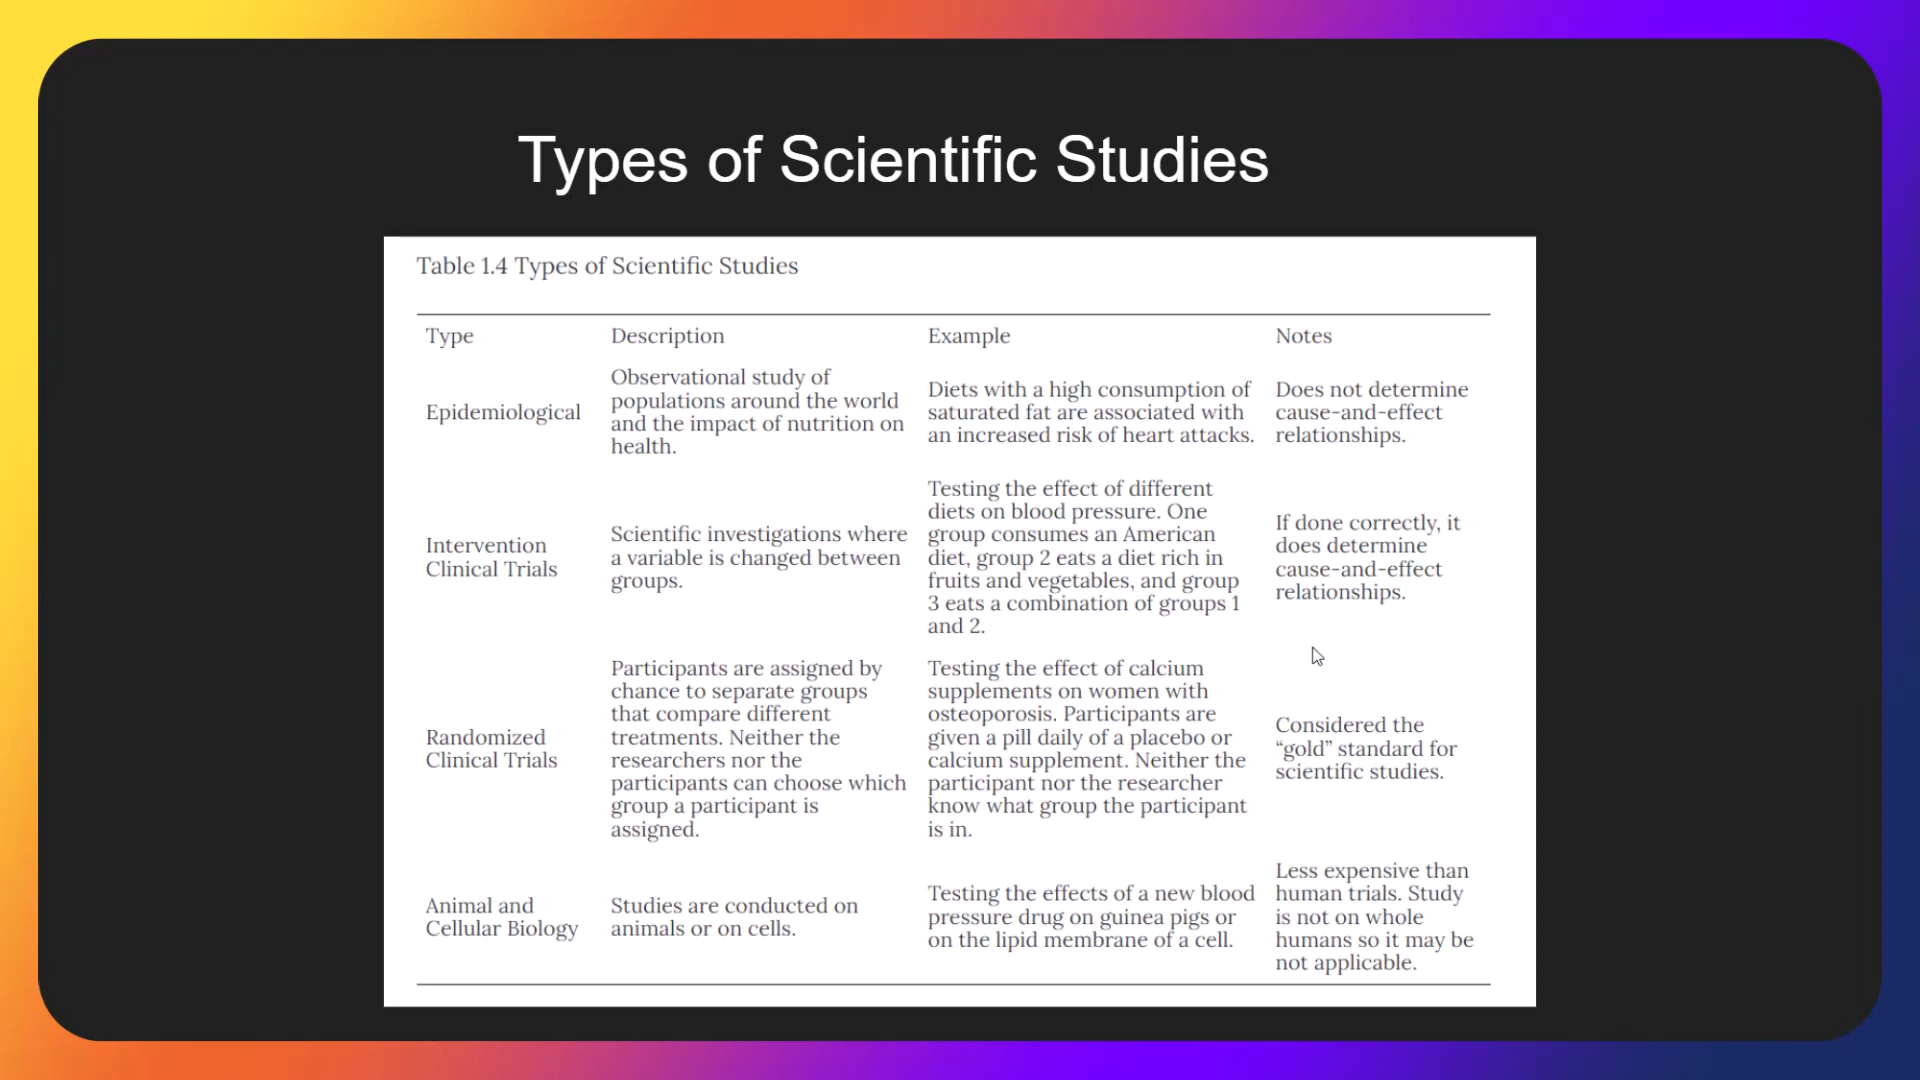 Types of Scientific Studies
Table 1.4 Types of Scientific Studies
Type
Description
Example
Notes
Epidemiological
Observational study of
populations around the world
and the impact of nutrition on
health.
Diets with a high consumption of
saturated fat are associated with
an increased risk of heart attacks.
Does not determine
cause-and-effect
relationships.
Intervention
Clinical Trials
Scientific investigations where
a variable is changed between
groups.
Testing the effect of different
diets on blood pressure. One
group consumes an American
diet, group 2 eats a diet rich in
fruits and vegetables, and group
3 eats a combination of groups 1
and 2.
If done correctly, it
does determine
cause-and-effect
relationships.
Randomized
Clinical Trials
Participants are assigned by
chance to separate groups
that compare different
treatments. Neither the
researchers nor the
participants can choose which
group a participant is
assigned.
Testing the effect of calcium
supplements on women with
osteoporosis. Participants are
given a pill daily of a placebo or
calcium supplement. Neither the
participant nor the researcher
know what group the participant
is in.
Considered the
“gold” standard for
scientific studies.
Animal and
Cellular Biology
Studies are conducted on
animals or on cells.
Testing the effects of a new blood
pressure drug on guinea pigs or
on the lipid membrane of a cell.
Less expensive than
human trials. Study
is not on whole
humans so it may be
not applicable.